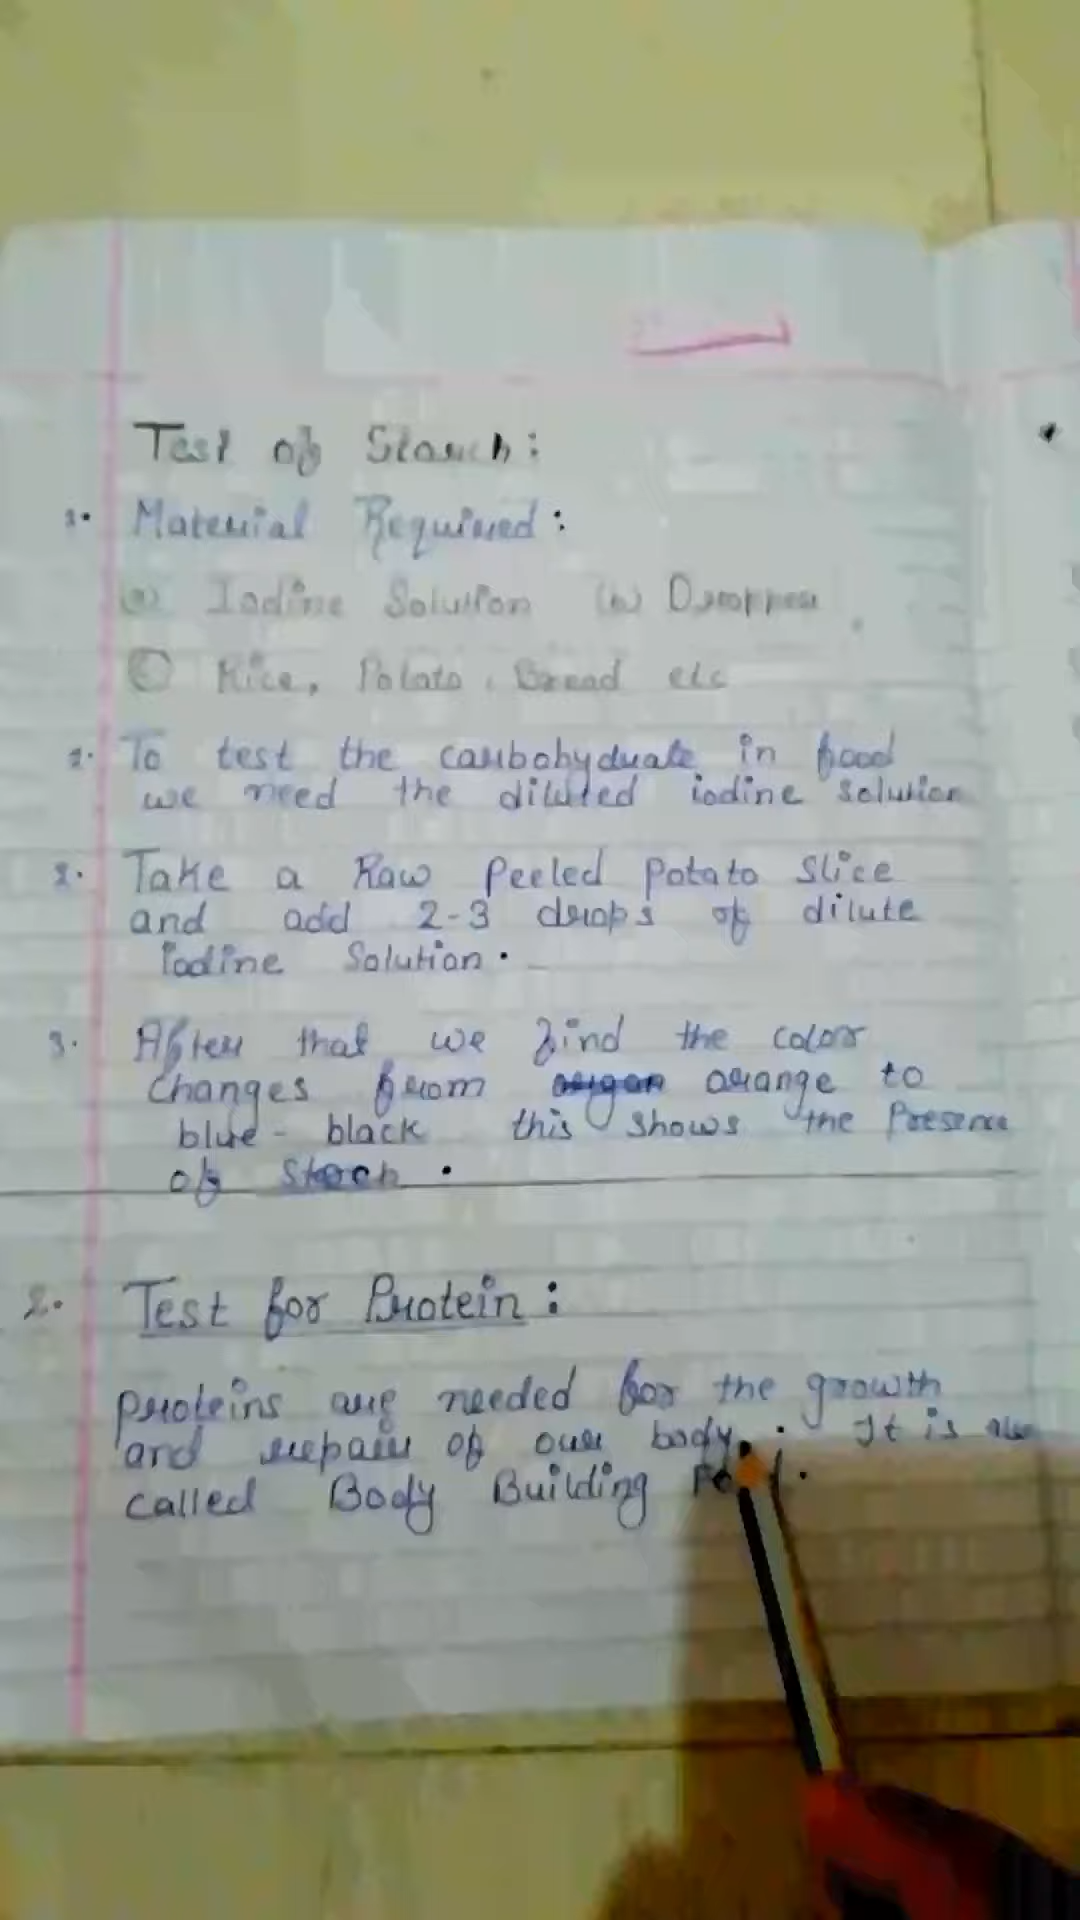 Test of Starch:
1. Material Required:
(a) Iodine Solution (b) Dropper
(c) Rice, Potato, Bread etc
2. To test the carbohydrate in food
we need the diluted iodine solution
2. Take a Raw Peeled Potato Slice
and add 2-3 drops of dilute
iodine Solution.
3. After that we find the color
Changes from orange to
blue-black this shows the Presence
of Starch.
2. Test for Protein:
Proteins are needed for the growth
and repair of our body. It is also
called Body Building